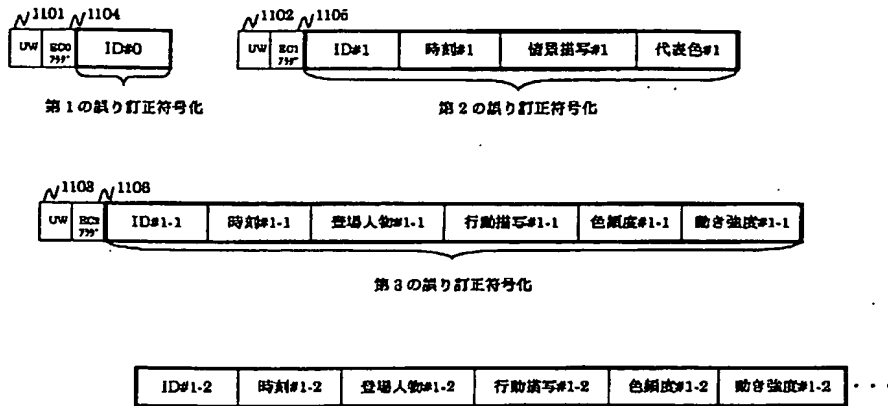 1101 1104
UW EC0フラグ ID#0
第1の誤り訂正符号化
1102 1105
UW EC1フラグ ID#1 時刻#1 情景描写#1 代表色#1
第2の誤り訂正符号化
1103 1106
UW EC2フラグ ID#1-1 時刻#1-1 登場人物#1-1 行動描写#1-1 色頻度#1-1 動き強度#1-1
第3の誤り訂正符号化
ID#1-2 時刻#1-2 登場人物#1-2 行動描写#1-2 色頻度#1-2 動き強度#1-2 ・・・